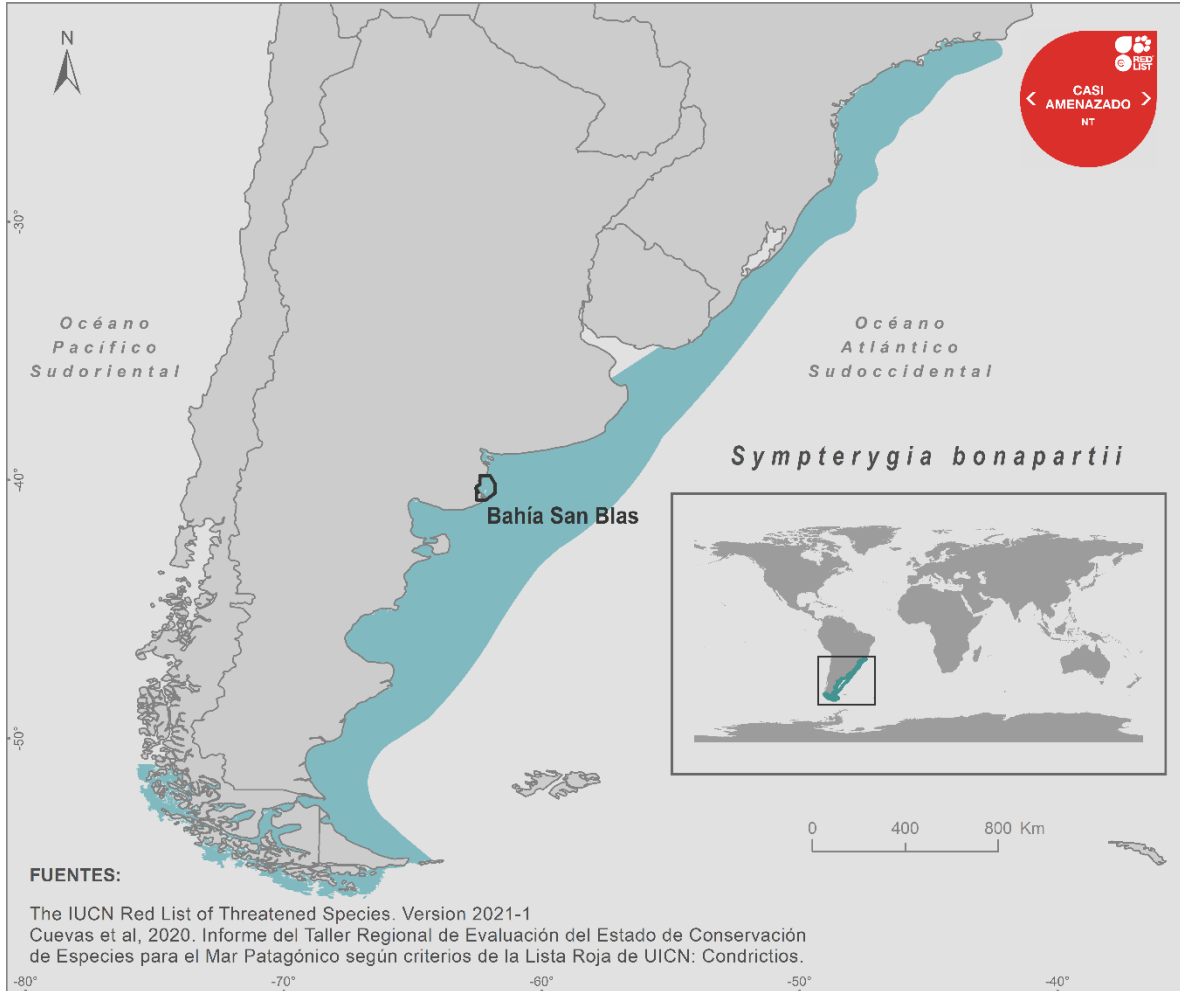 N
RED
LIST
CASI
AMENAZADO
NT
-30°
Océano
Pacífico
Sudoriental
Océano
Atlántico
Sudoccidental
Sympterygia bonapartii
-40°
Bahía San Blas
-50°
0 400 800 Km
FUENTES:
The IUCN Red List of Threatened Species. Version 2021-1
Cuevas et al, 2020. Informe del Taller Regional de Evaluación del Estado de Conservación
de Especies para el Mar Patagónico según criterios de la Lista Roja de UICN: Condrictios.
-80° -70° -60° -50° -40°